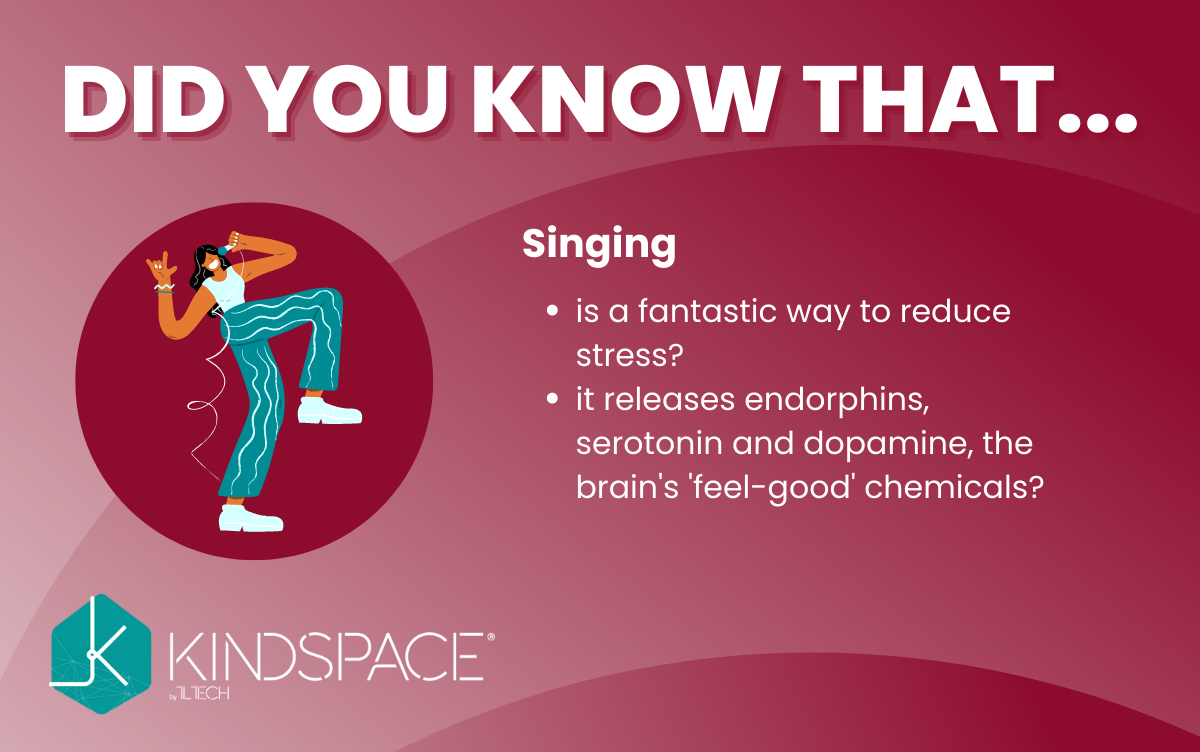 DID YOU KNOW THAT...
Singing
• is a fantastic way to reduce
stress?
• it releases endorphins,
serotonin and dopamine, the
brain's 'feel-good' chemicals?
KINDSPACE®
by 1LTECH